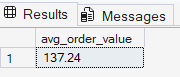 Results Messages
avg_order_value
1 137.24